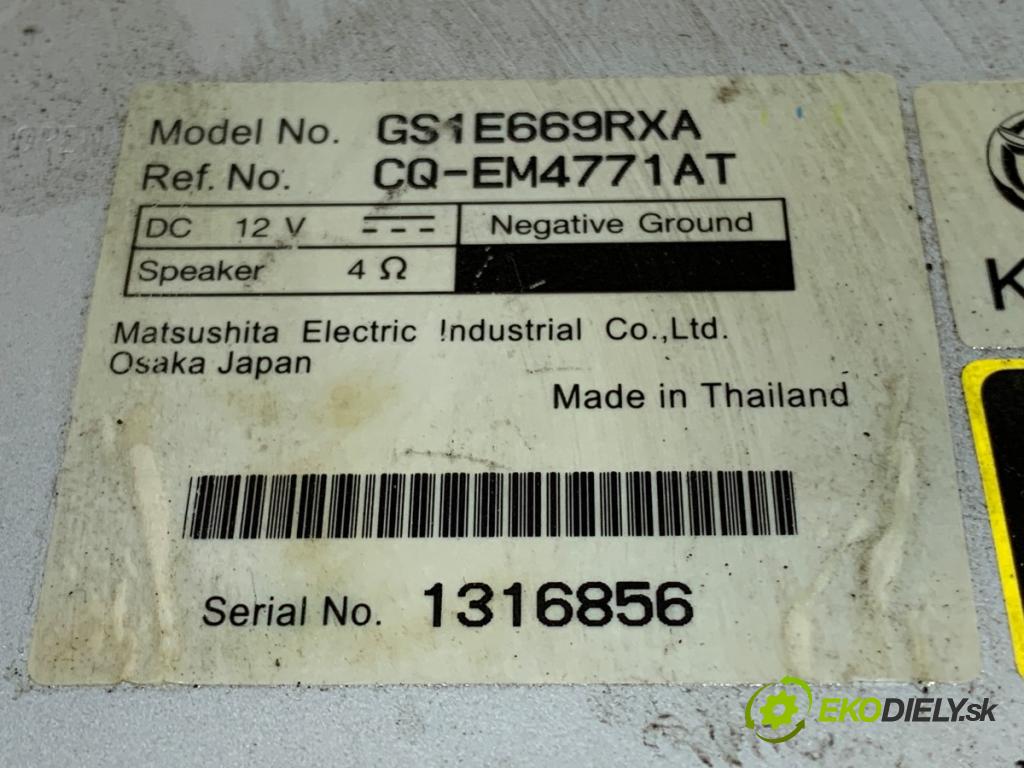 Model No. GS1E669RXA
Ref. No. CQ-EM4771AT
DC 12 V Negative Ground
Speaker 4 Ω
Matsushita Electric Industrial Co.,Ltd.
Osaka Japan
Made in Thailand
Serial No. 1316856
K
EKODIELY.sk